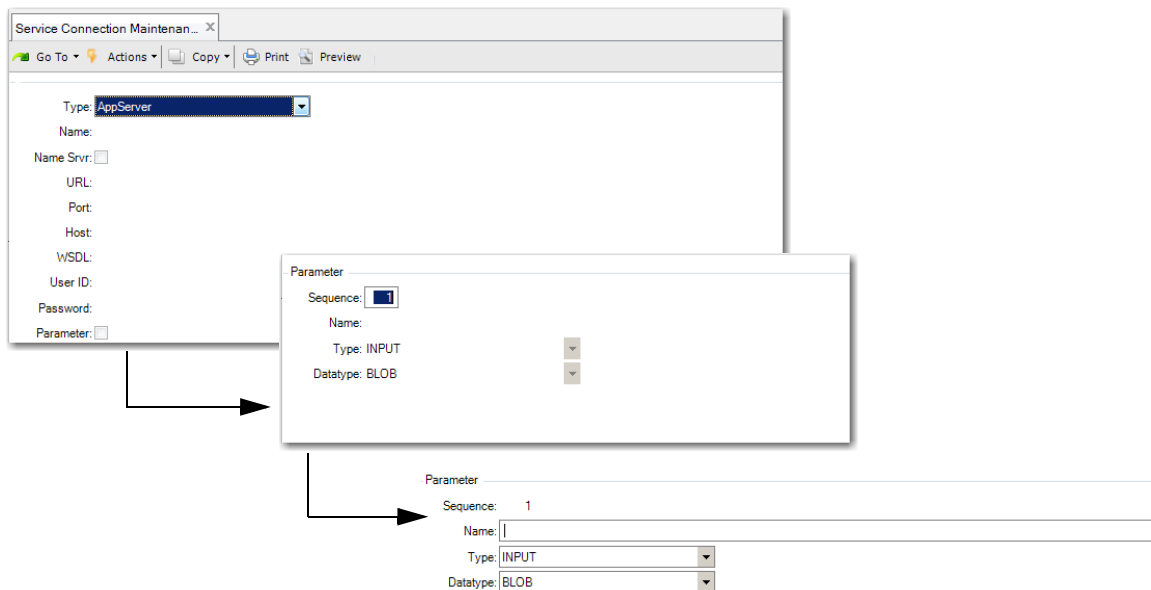 Service Connection Maintenan... X
Go To Actions Copy Print Preview
Type: AppServer
Name:
Name Srvr:
URL:
Port:
Host:
WSDL:
User ID:
Password:
Parameter:
Parameter
Sequence: 1
Name:
Type: INPUT
Datatype: BLOB
Parameter
Sequence: 1
Name:
Type: INPUT
Datatype: BLOB